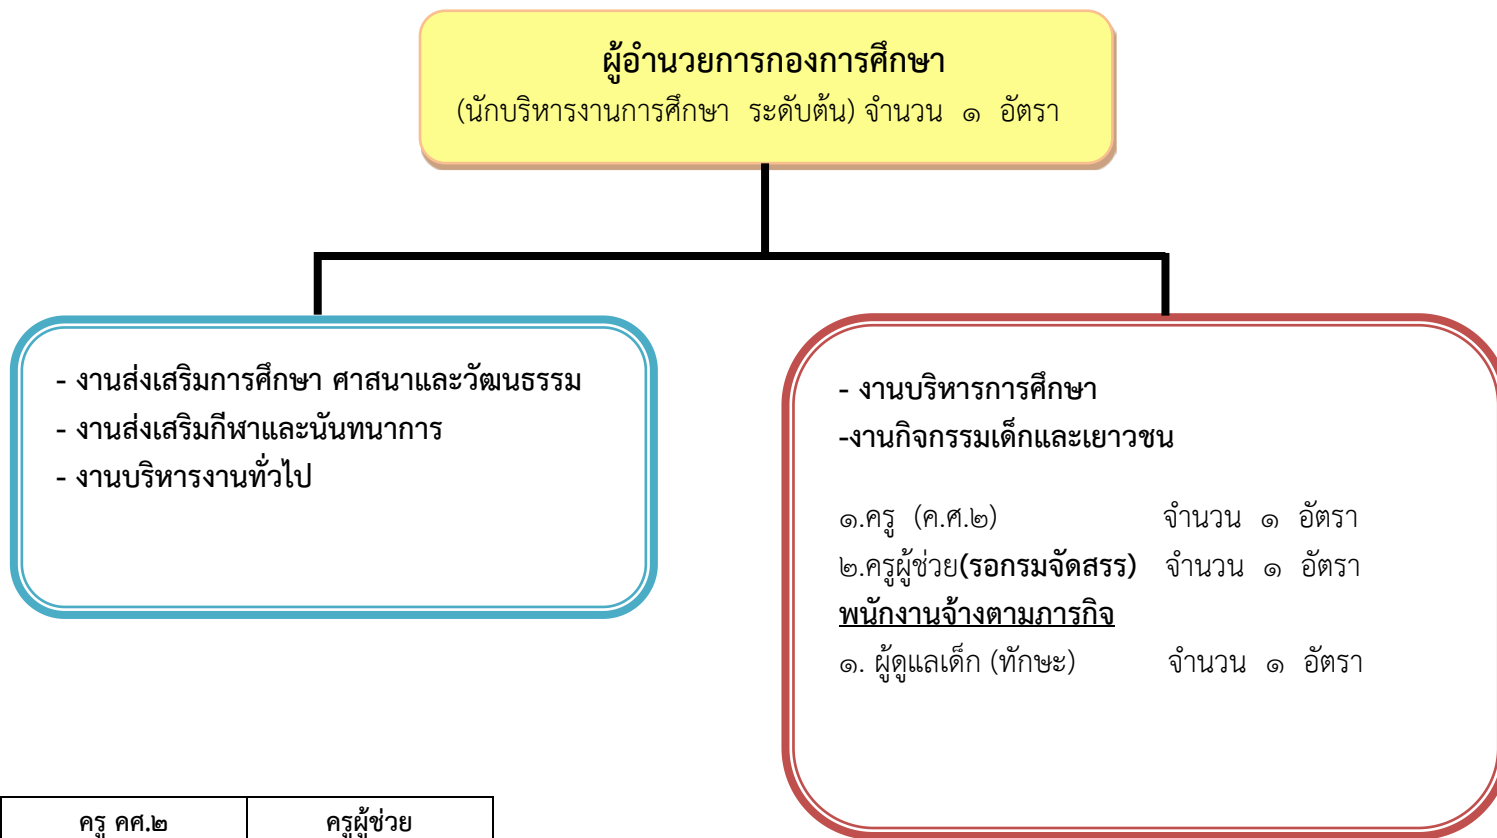 ผู้อำนวยการกองการศึกษา
(นักบริหารงานการศึกษา ระดับต้น) จำนวน ๑ อัตรา
- งานส่งเสริมการศึกษา ศาสนาและวัฒนธรรม
- งานส่งเสริมกีฬาและนันทนาการ
- งานบริหารงานทั่วไป
- งานบริหารการศึกษา
-งานกิจกรรมเด็กและเยาวชน
๑.ครู (ค.ศ.๒) จำนวน ๑ อัตรา
๒.ครูผู้ช่วย(รอกรมจัดสรร) จำนวน ๑ อัตรา
พนักงานจ้างตามภารกิจ
๑. ผู้ดูแลเด็ก (ทักษะ) จำนวน ๑ อัตรา
ครู คศ.๒ ครูผู้ช่วย